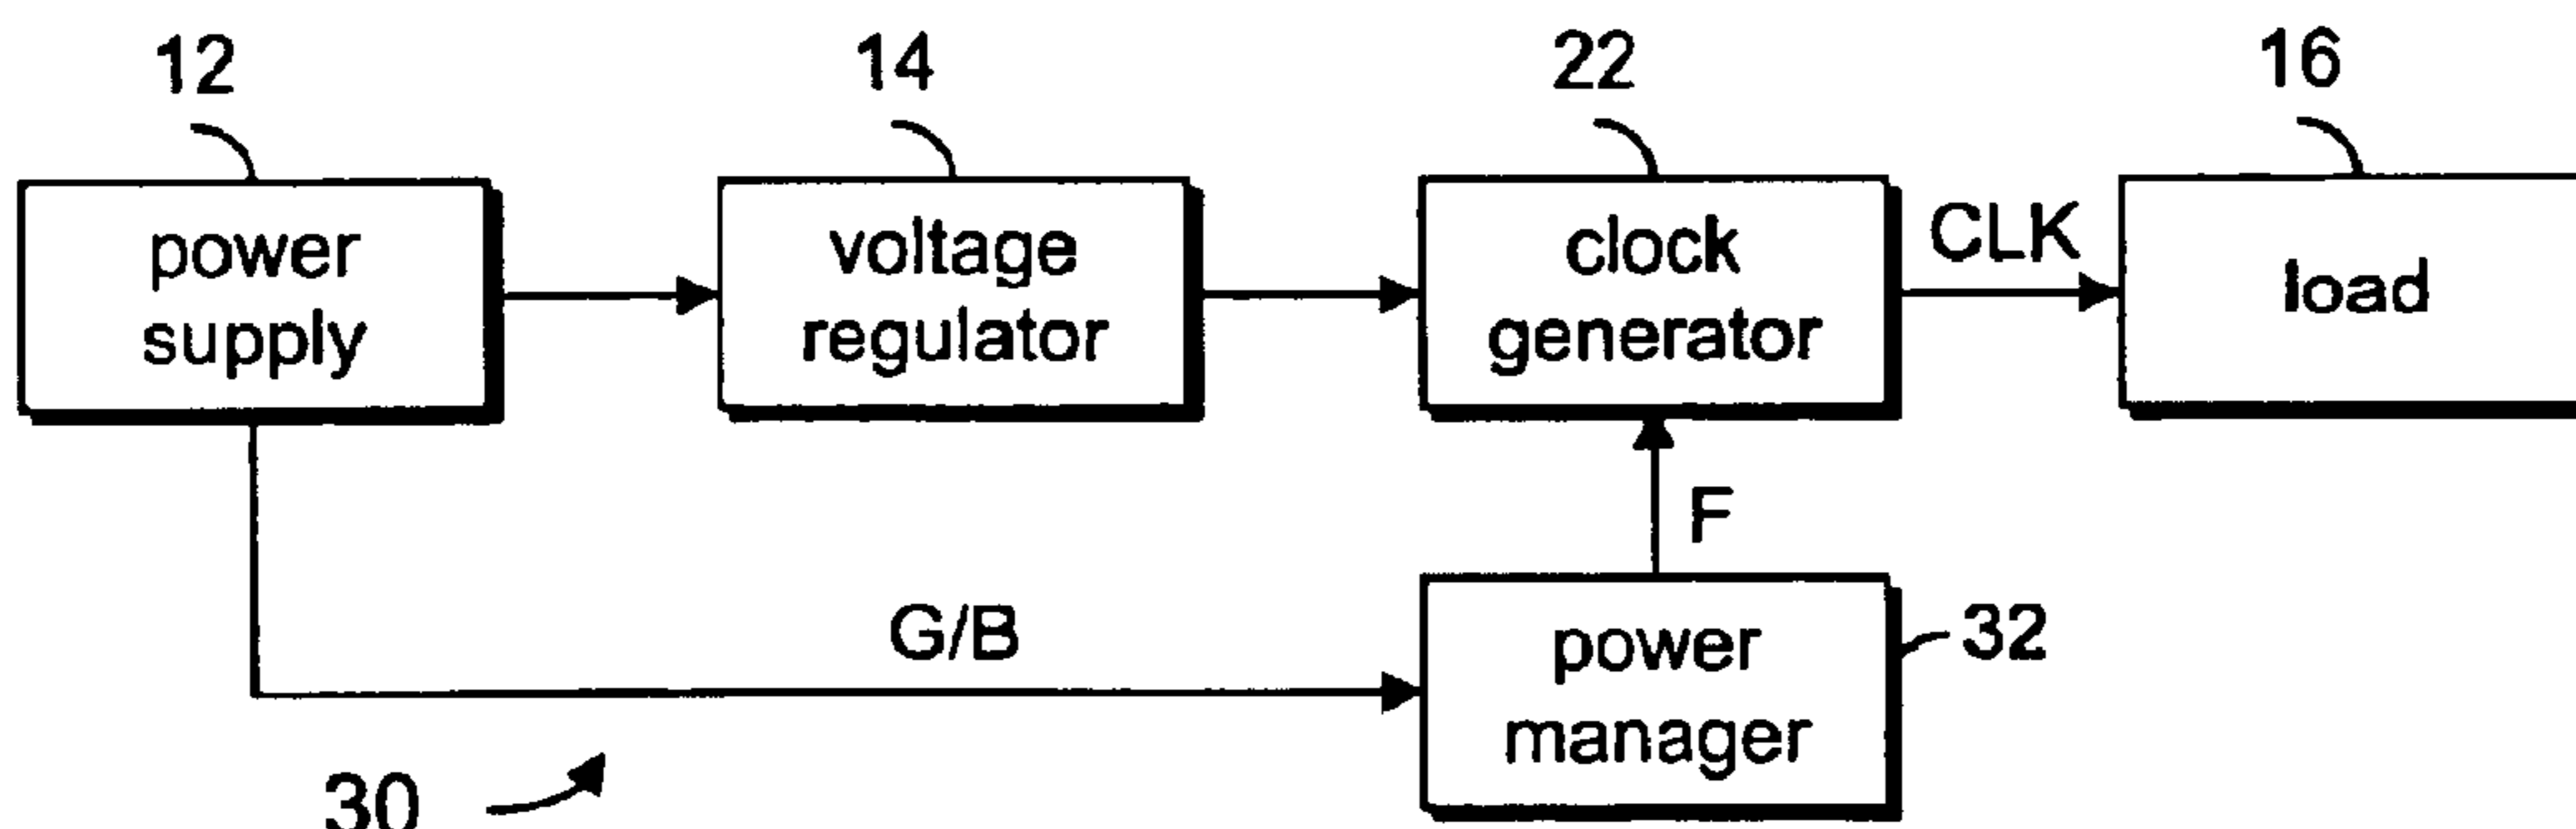 12
14
22
16
power
supply
voltage
regulator
clock
generator
CLK
load
F
G/B
power
manager
32
30